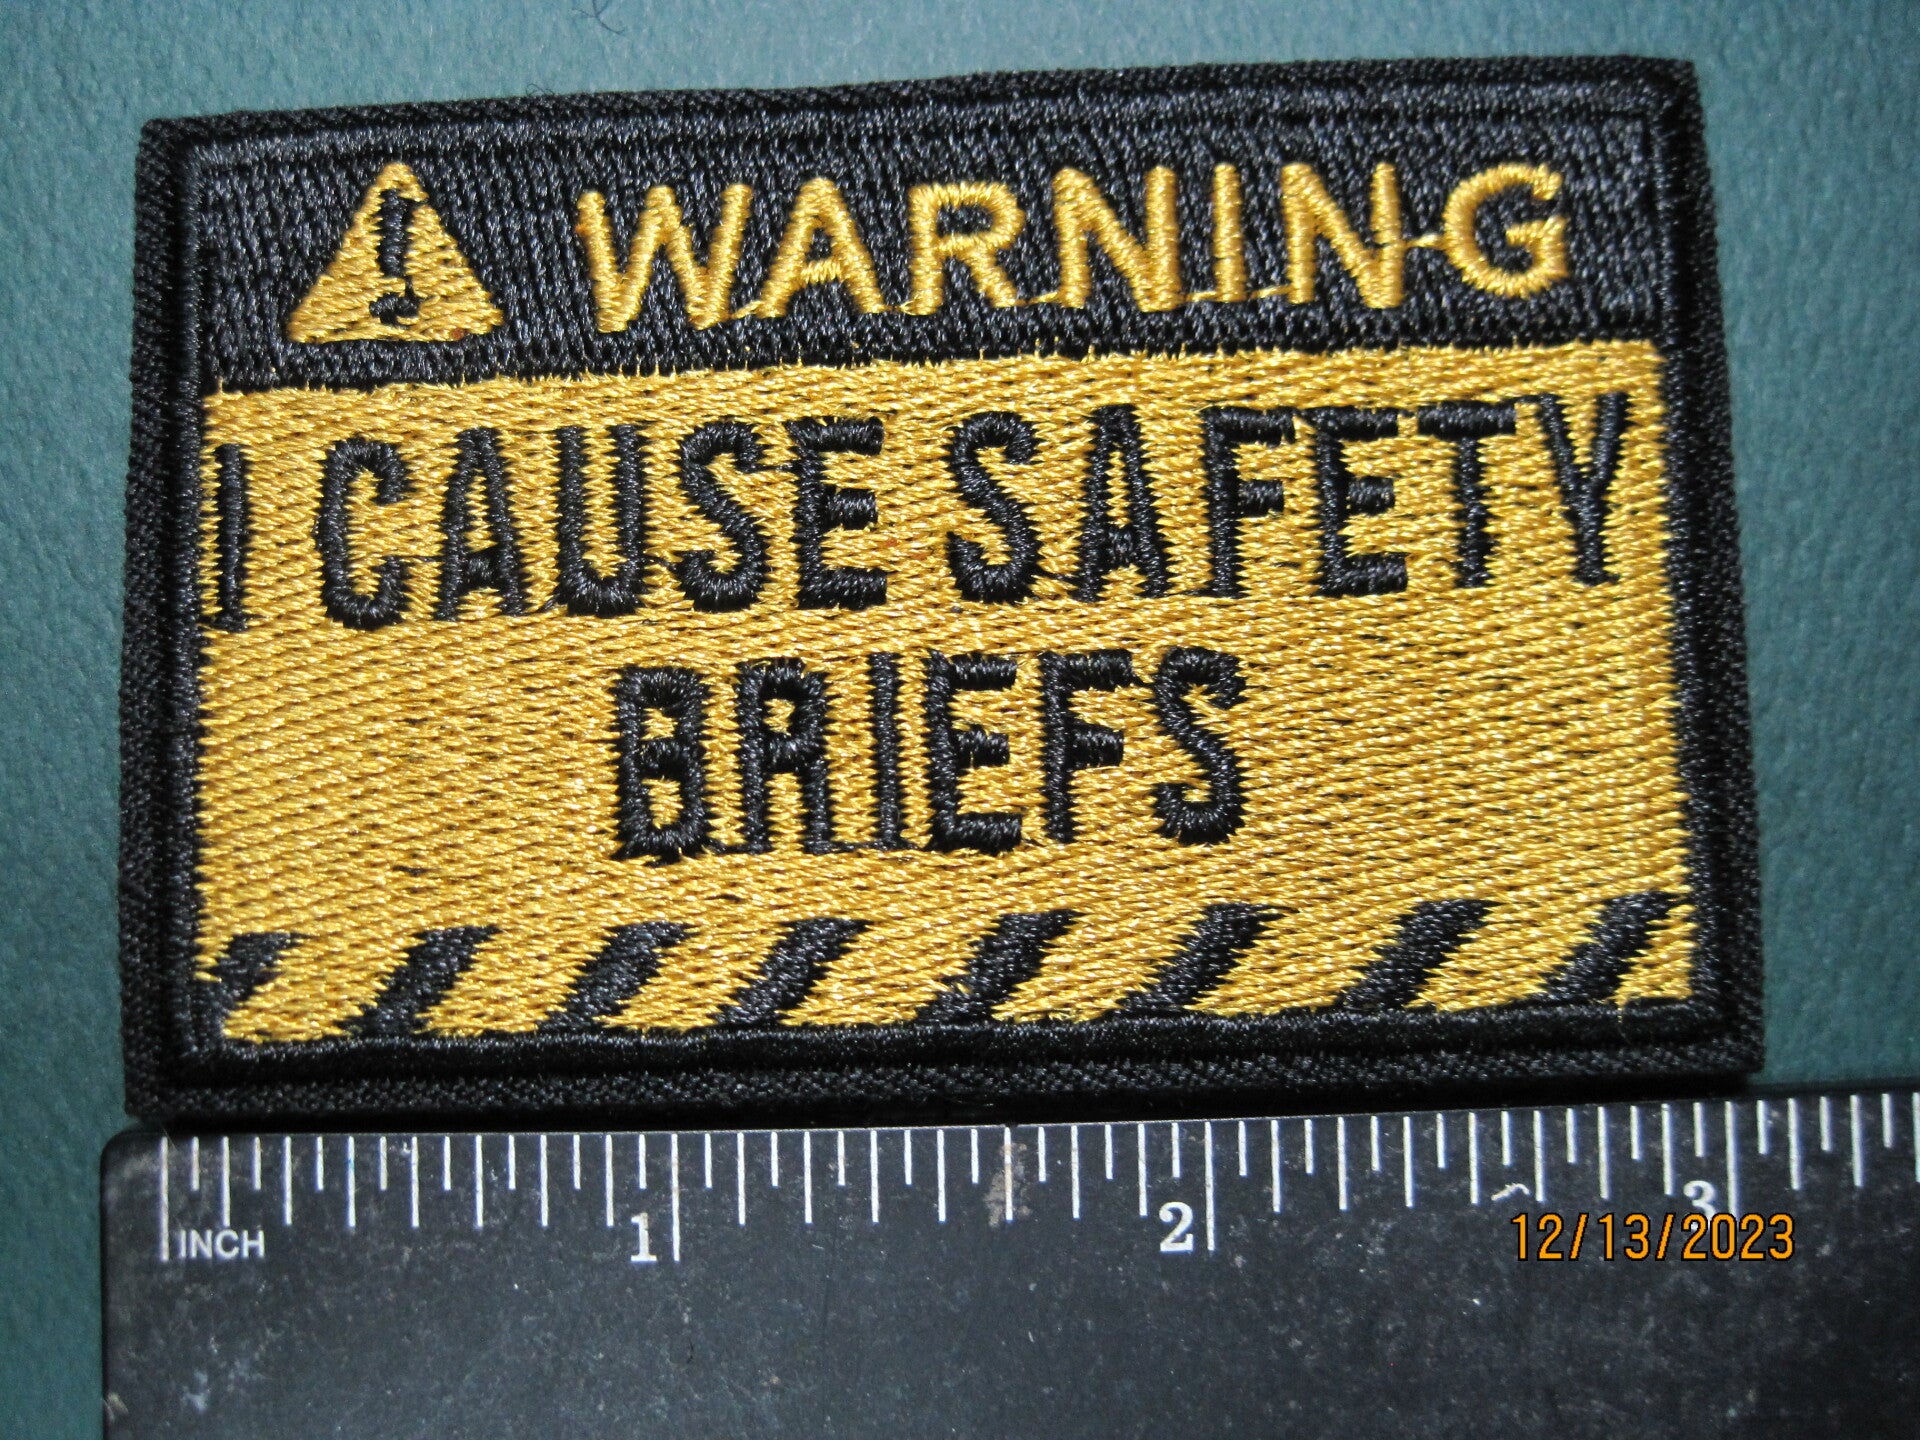 WARNING
I CAUSE SAFETY
BRIEFS
1 2 3
INCH
12/13/2023